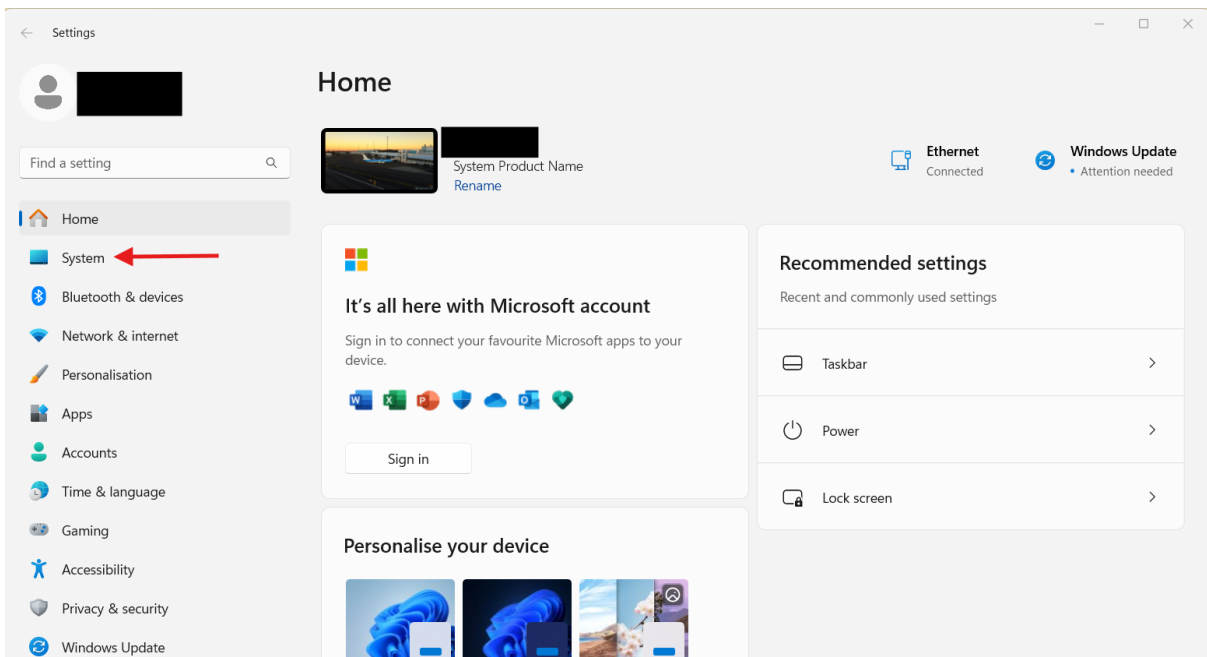 Settings
Home
System Product Name
Rename
Ethernet
Connected
Windows Update
• Attention needed
Find a setting
Home
System
Bluetooth & devices
Network & internet
Personalisation
Apps
Accounts
Time & language
Gaming
Accessibility
Privacy & security
Windows Update
It's all here with Microsoft account
Sign in to connect your favourite Microsoft apps to your
device.
Sign in
Personalise your device
Recommended settings
Recent and commonly used settings
Taskbar
Power
Lock screen